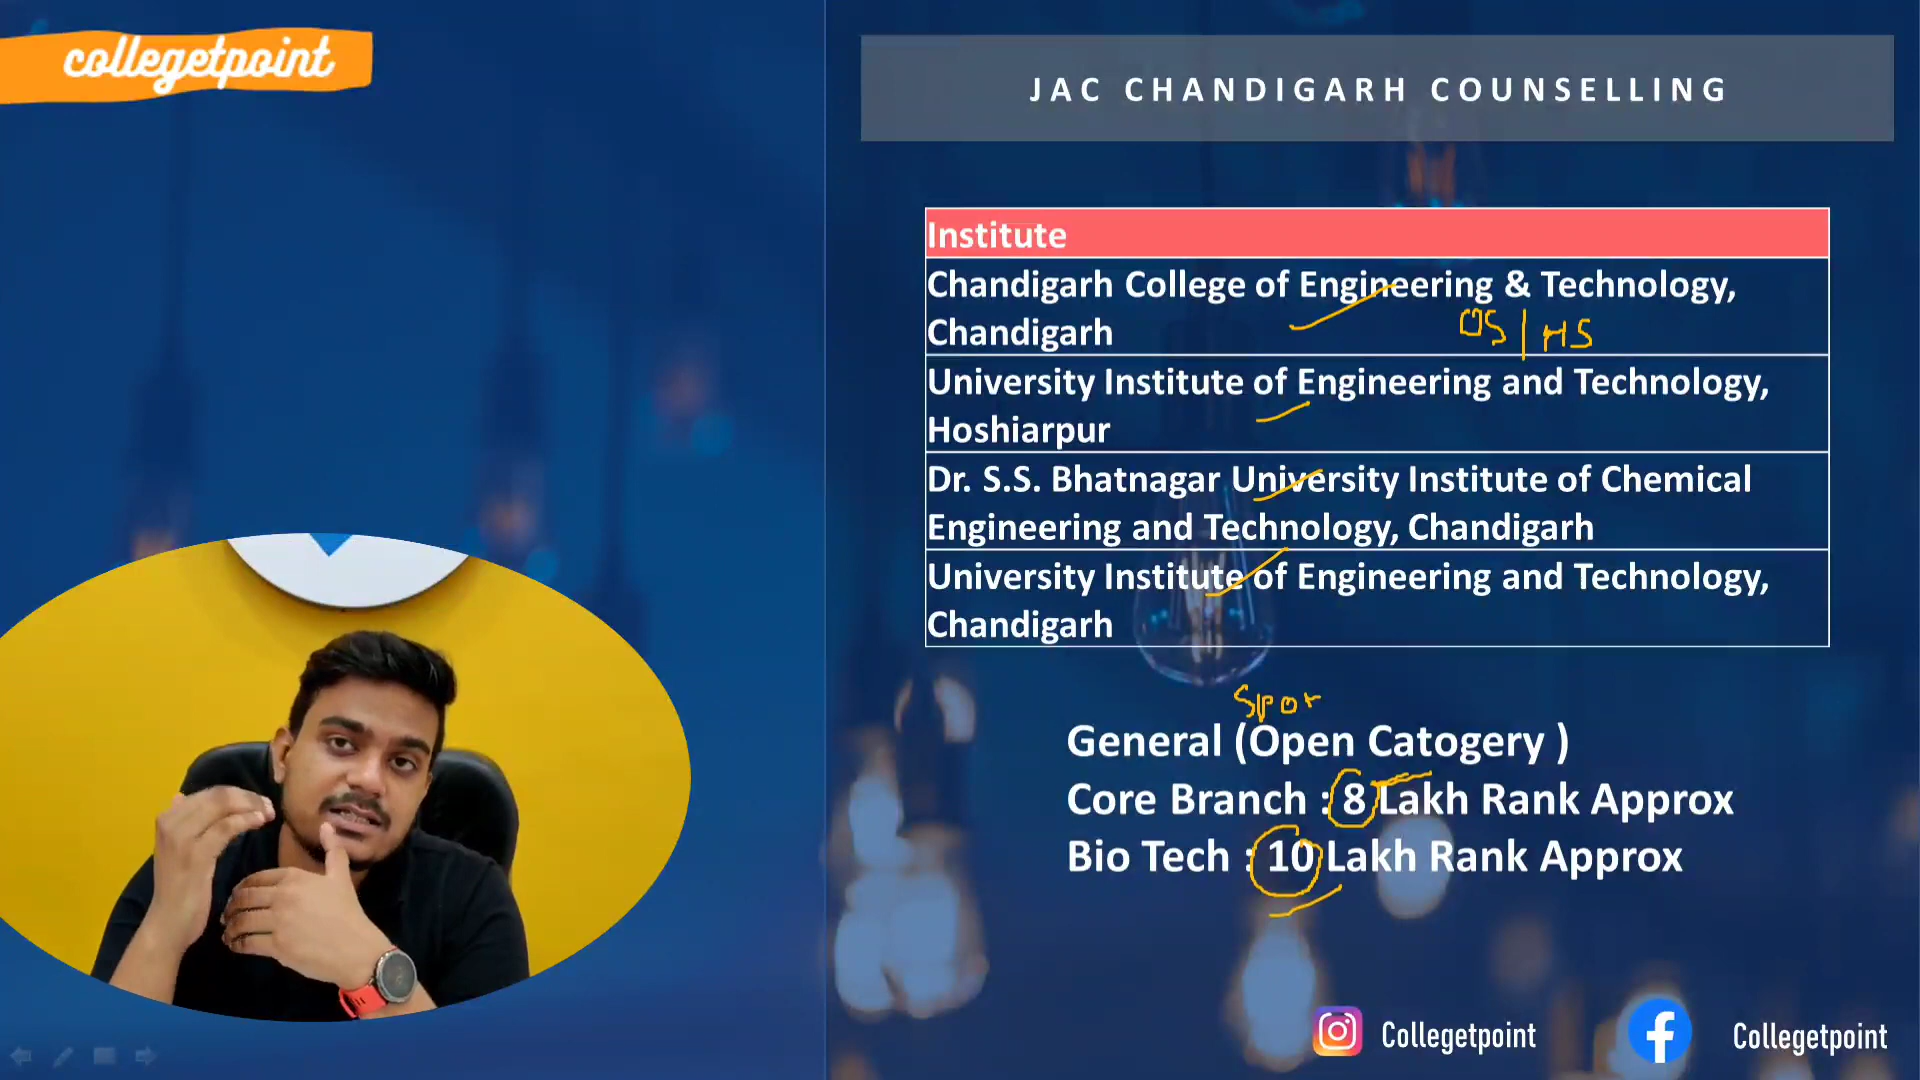 collegetpoint
JAC CHANDIGARH COUNSELLING
Institute
Chandigarh College of Engineering & Technology,
Chandigarh
OS | HS
University Institute of Engineering and Technology,
Hoshiarpur
Dr. S.S. Bhatnagar University Institute of Chemical
Engineering and Technology, Chandigarh
University Institute of Engineering and Technology,
Chandigarh
Spot
General (Open Catogery )
Core Branch : 8 Lakh Rank Approx
Bio Tech : 10 Lakh Rank Approx
Collegetpoint
Collegetpoint